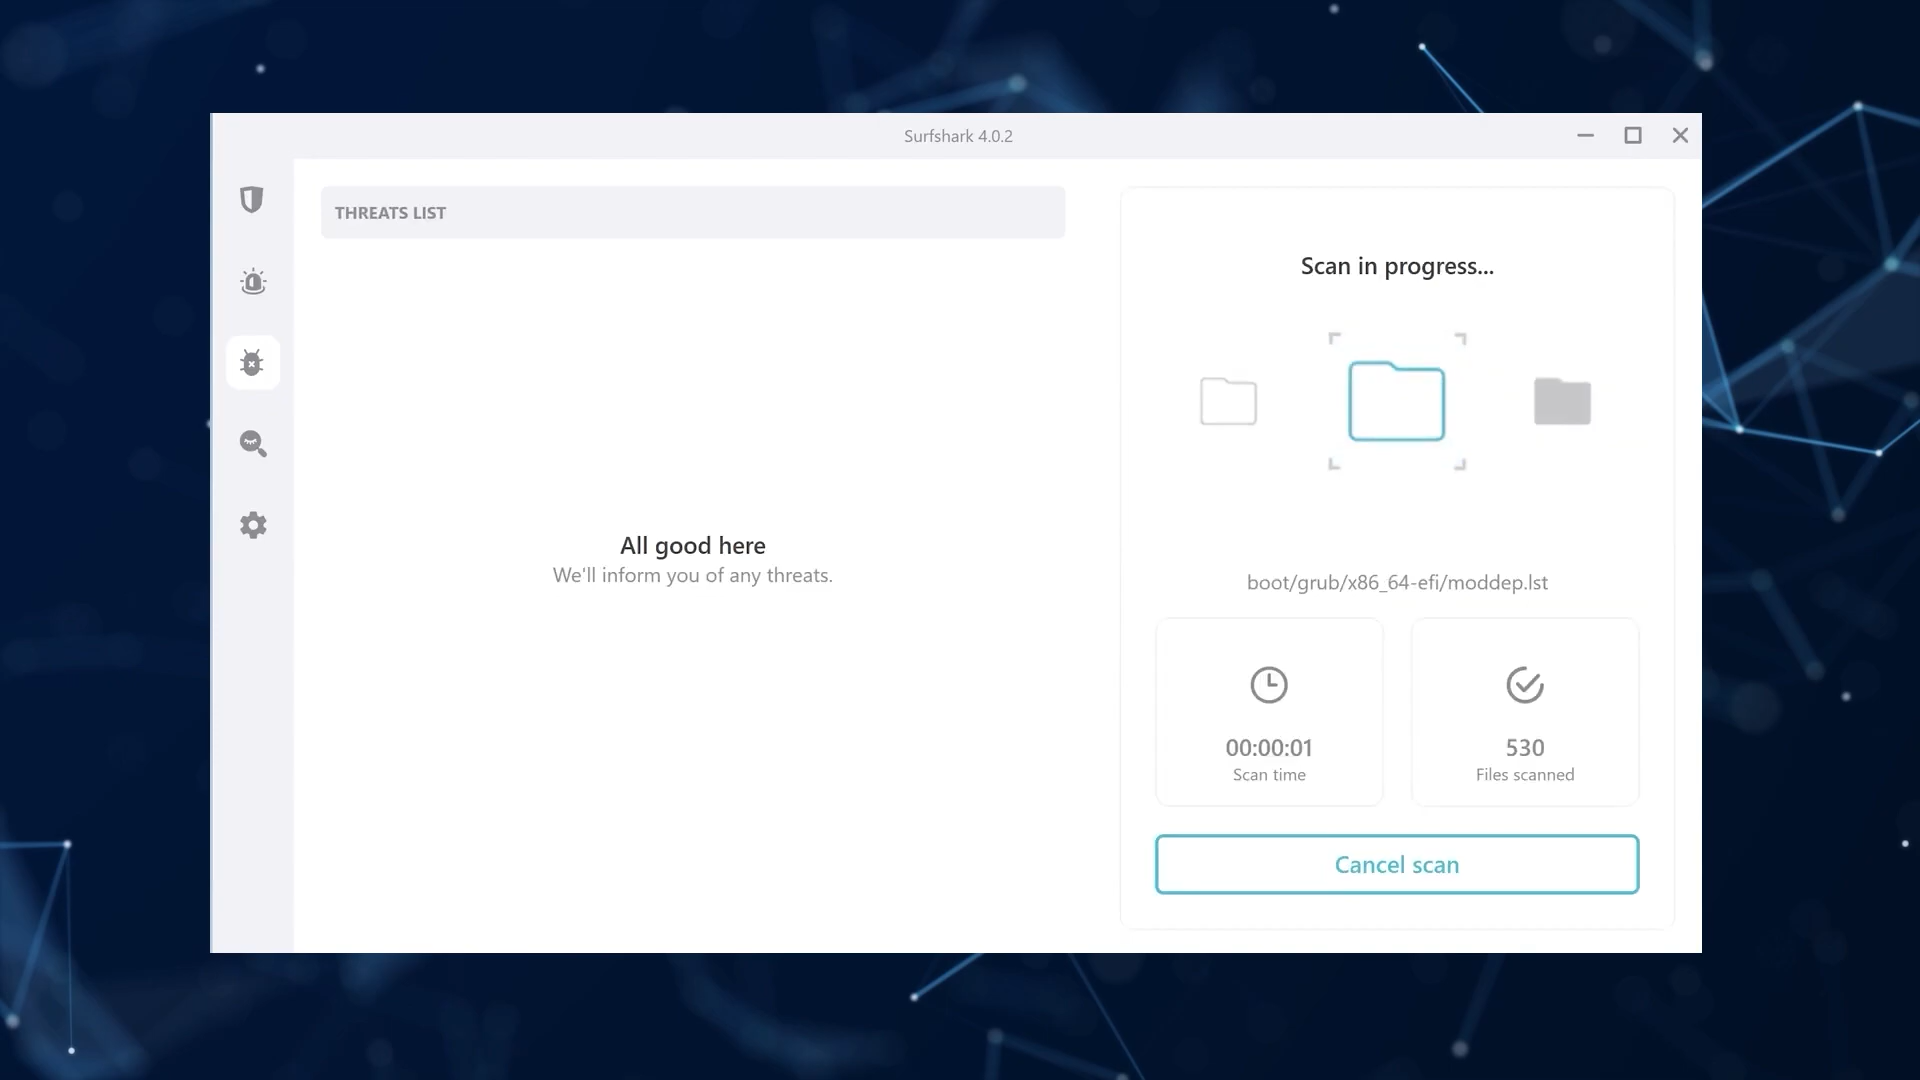 Surfshark 4.0.2
THREATS LIST
All good here
We'll inform you of any threats.
Scan in progress...
boot/grub/x86_64-efi/moddep.lst
00:00:01
Scan time
530
Files scanned
Cancel scan